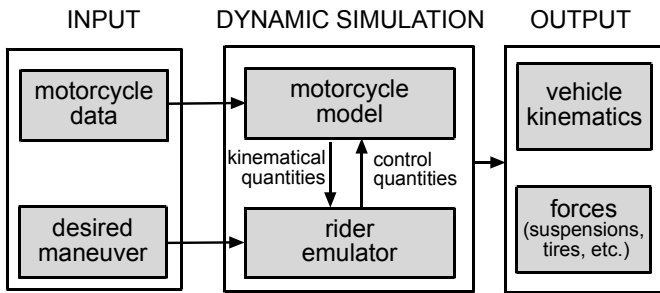 INPUT
DYNAMIC SIMULATION
OUTPUT
motorcycle
data
motorcycle
model
vehicle
kinematics
kinematical
quantities
control
quantities
desired
maneuver
rider
emulator
forces
(suspensions,
tires, etc.)